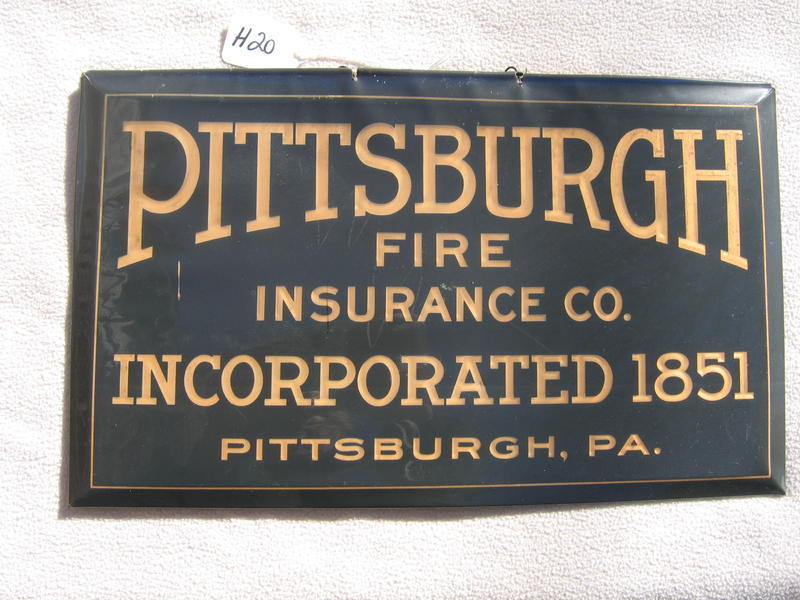 H20
PITTSBURGH
FIRE
INSURANCE CO.
INCORPORATED 1851
PITTSBURGH, PA.